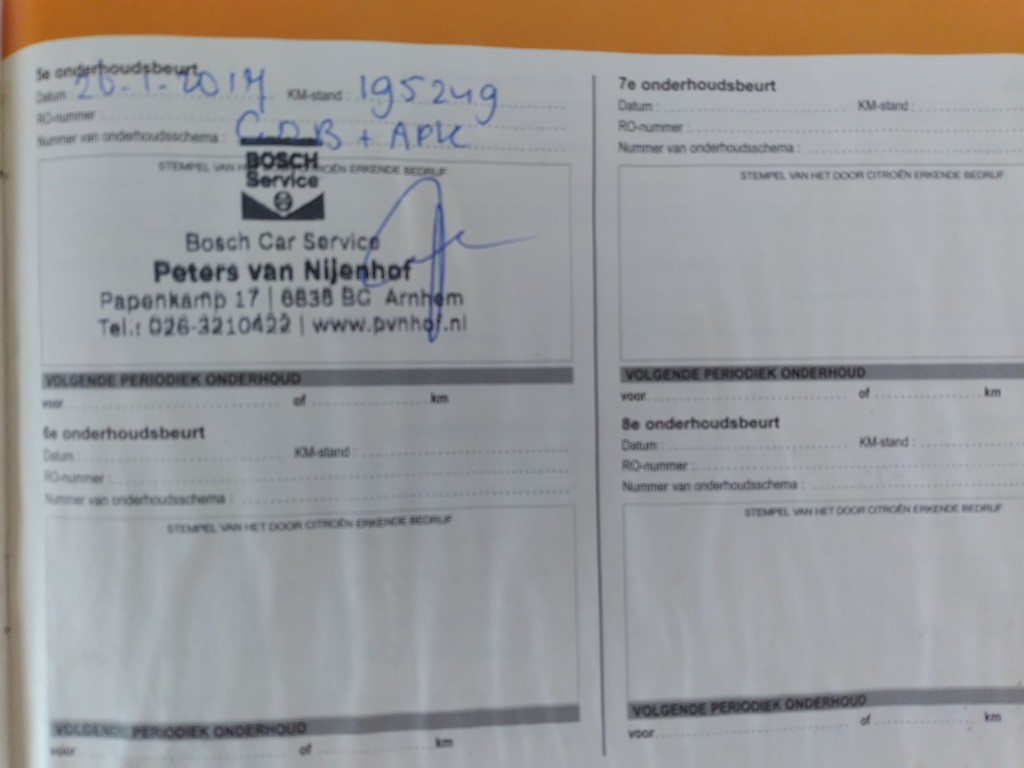 5e onderhoudsbeurt
Datum 26-1-2017 KM-stand : 195249
RO-nummer :
Nummer van onderhoudsschema : G.D.B + APK
STEMPEL VAN HET DOOR CITROËN ERKENDE BEDRIJF
BOSCH
Service
Bosch Car Service
Peters van Nijenhof
Papenkamp 17 | 6836 BC Arnhem
Tel.: 026-3210422 | www.pvnhof.nl
VOLGENDE PERIODIEK ONDERHOUD
voor of km
6e onderhoudsbeurt
Datum : KM-stand :
RO-nummer :
Nummer van onderhoudsschema :
STEMPEL VAN HET DOOR CITROËN ERKENDE BEDRIJF
VOLGENDE PERIODIEK ONDERHOUD
voor of km
7e onderhoudsbeurt
Datum : KM-stand :
RO-nummer :
Nummer van onderhoudsschema :
STEMPEL VAN HET DOOR CITROËN ERKENDE BEDRIJF
VOLGENDE PERIODIEK ONDERHOUD
voor of km
8e onderhoudsbeurt
Datum : KM-stand :
RO-nummer :
Nummer van onderhoudsschema :
STEMPEL VAN HET DOOR CITROËN ERKENDE BEDRIJF
VOLGENDE PERIODIEK ONDERHOUD
voor of km